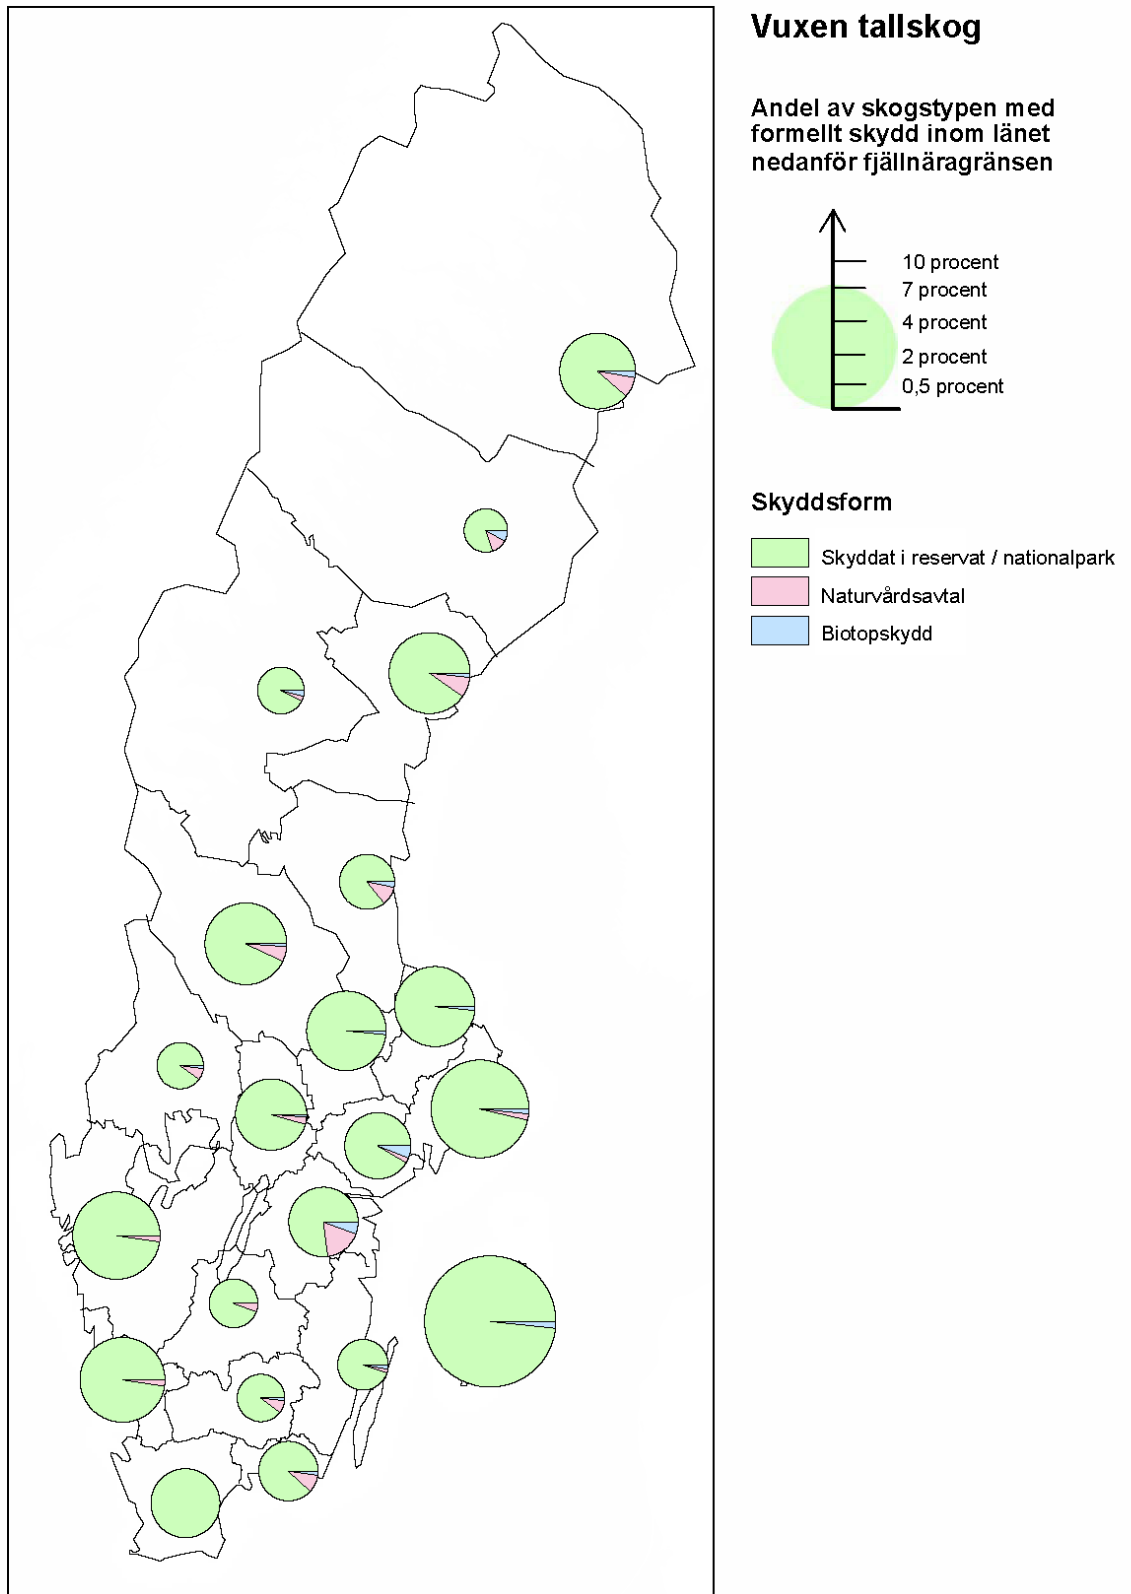 Vuxen tallskog
Andel av skogstypen med
formellt skydd inom länet
nedanför fjällnäragränsen
10 procent
7 procent
4 procent
2 procent
0,5 procent
Skyddsform
Skyddat i reservat / nationalpark
Naturvårdsavtal
Biotopskydd